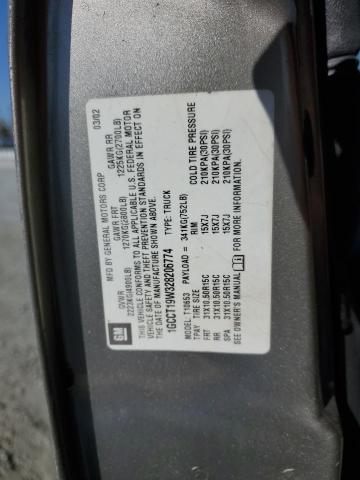 GM
MFD BY GENERAL MOTORS CORP 03/02
GVWR GAWR FRT GAWR RR
2223KG(4900LB) 1270KG(2800LB) 1225KG(2700LB)
THIS VEHICLE CONFORMS TO ALL APPLICABLE U.S. FEDERAL MOTOR
VEHICLE SAFETY AND THEFT PREVENTION STANDARDS IN EFFECT ON
THE DATE OF MANUFACTURE SHOWN ABOVE.
1GCCT19W328206774 TYPE: TRUCK
MODEL: T10653 PAYLOAD = 341KG(752LB)
TPAY TIRE SIZE RIM COLD TIRE PRESSURE
FRT 31X10.50R15C 15X7J 210KPA(30PSI)
RR 31X10.50R15C 15X7J 210KPA(30PSI)
SPA 31X10.50R15C 15X7J 210KPA(30PSI)
SEE OWNER'S MANUAL FOR MORE INFORMATION.